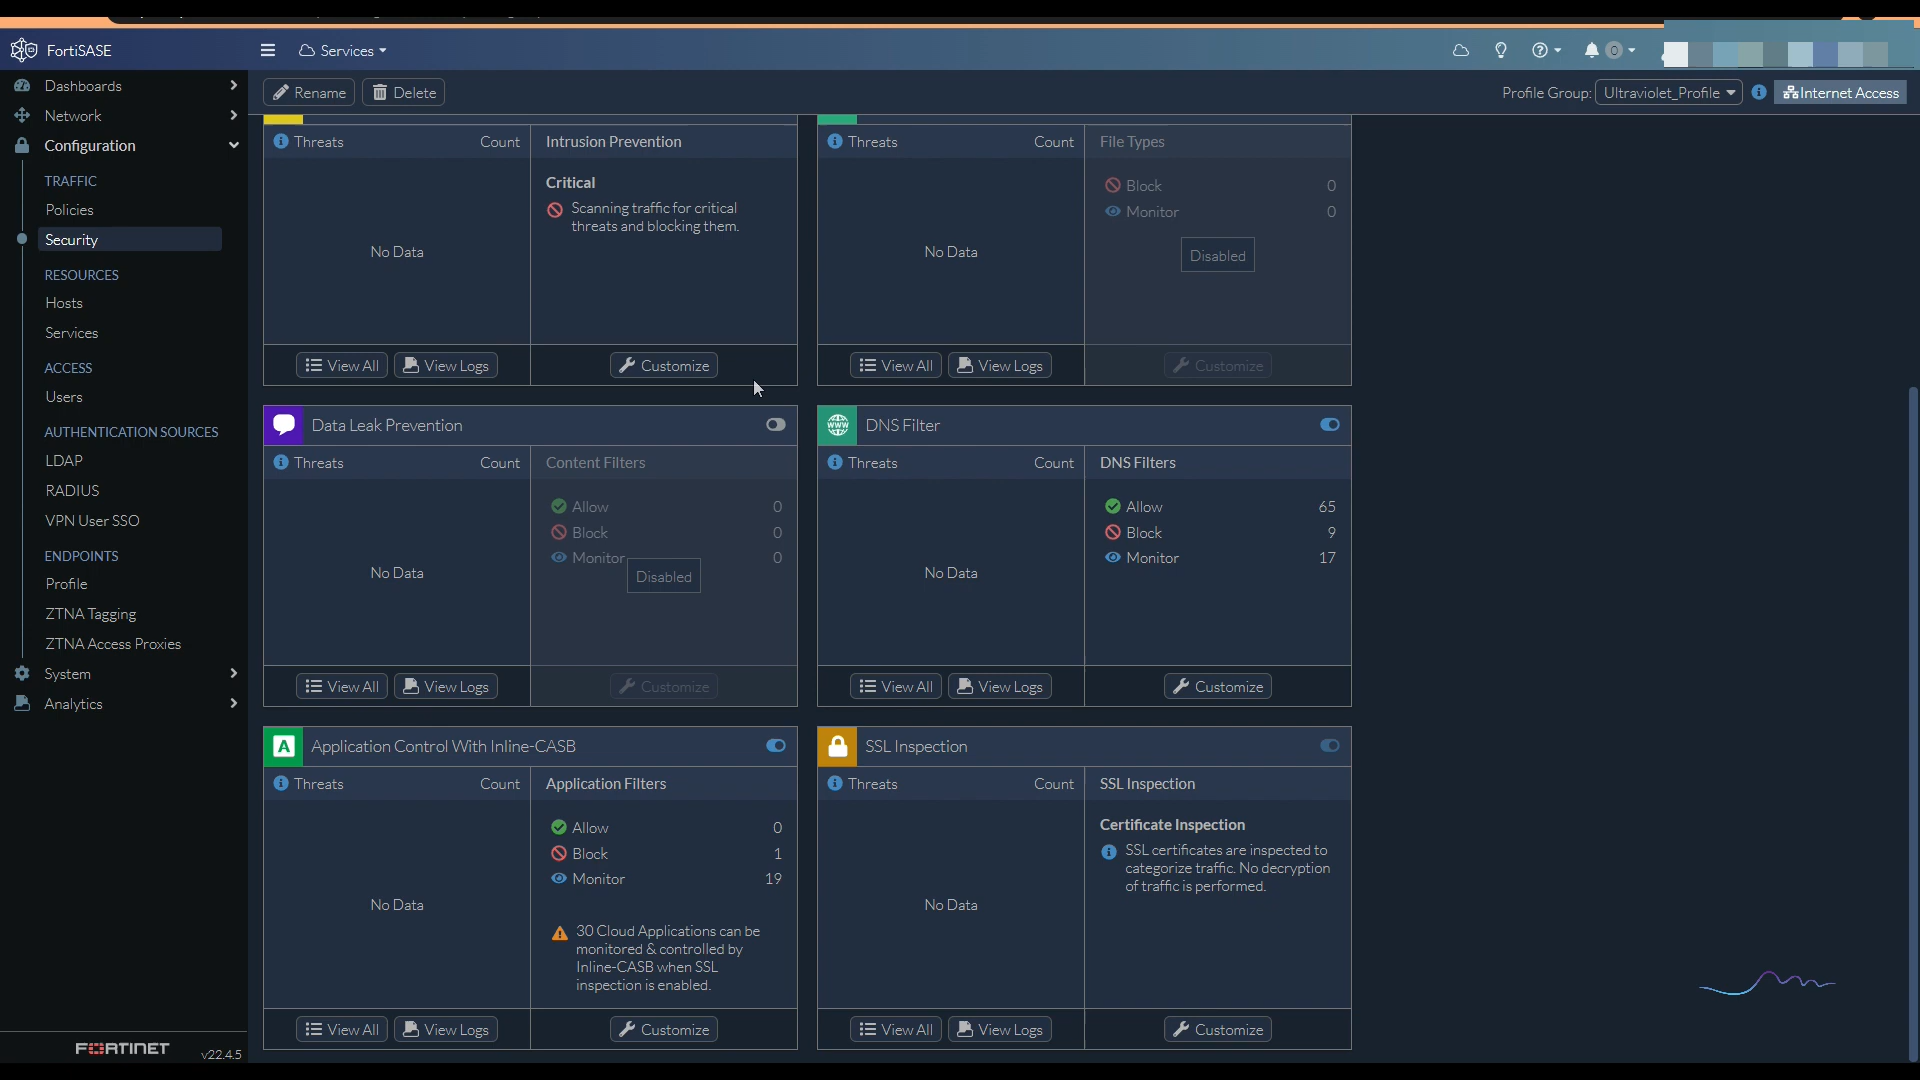 FortiSASE
Services
0
Dashboards
Network
Configuration
TRAFFIC
Policies
Security
RESOURCES
Hosts
Services
ACCESS
Users
AUTHENTICATION SOURCES
LDAP
RADIUS
VPN User SSO
ENDPOINTS
Profile
ZTNA Tagging
ZTNA Access Proxies
System
Analytics
FORTINET
v22.4.5
Rename
Delete
Profile Group:
Ultraviolet_Profile
Internet Access
Threats Count
No Data
View All
View Logs
Intrusion Prevention
Critical
Scanning traffic for critical
threats and blocking them.
Customize
Threats Count
No Data
View All
View Logs
File Types
Block 0
Monitor 0
Disabled
Customize
Data Leak Prevention
Threats Count
No Data
View All
View Logs
Content Filters
Allow 0
Block 0
Monitor 0
Disabled
Customize
WWW
DNS Filter
Threats Count
No Data
View All
View Logs
DNS Filters
Allow 65
Block 9
Monitor 17
Customize
A
Application Control With Inline-CASB
Threats Count
No Data
View All
View Logs
Application Filters
Allow 0
Block 1
Monitor 19
30 Cloud Applications can be
monitored & controlled by
Inline-CASB when SSL
inspection is enabled.
Customize
SSL Inspection
Threats Count
No Data
View All
View Logs
SSL Inspection
Certificate Inspection
SSL certificates are inspected to
categorize traffic. No decryption
of traffic is performed.
Customize